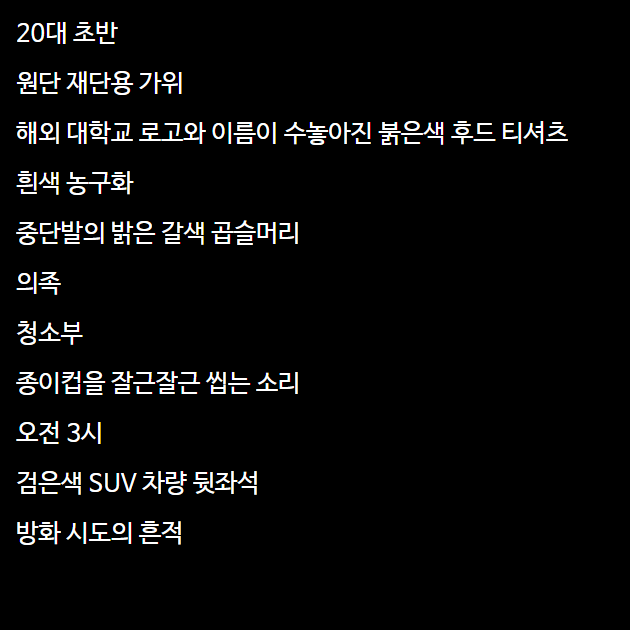 20대 초반
원단 재단용 가위
해외 대학교 로고와 이름이 수놓아진 붉은색 후드 티셔츠
흰색 농구화
중단발의 밝은 갈색 곱슬머리
의족
청소부
종이컵을 잘근잘근 씹는 소리
오전 3시
검은색 SUV 차량 뒷좌석
방화 시도의 흔적